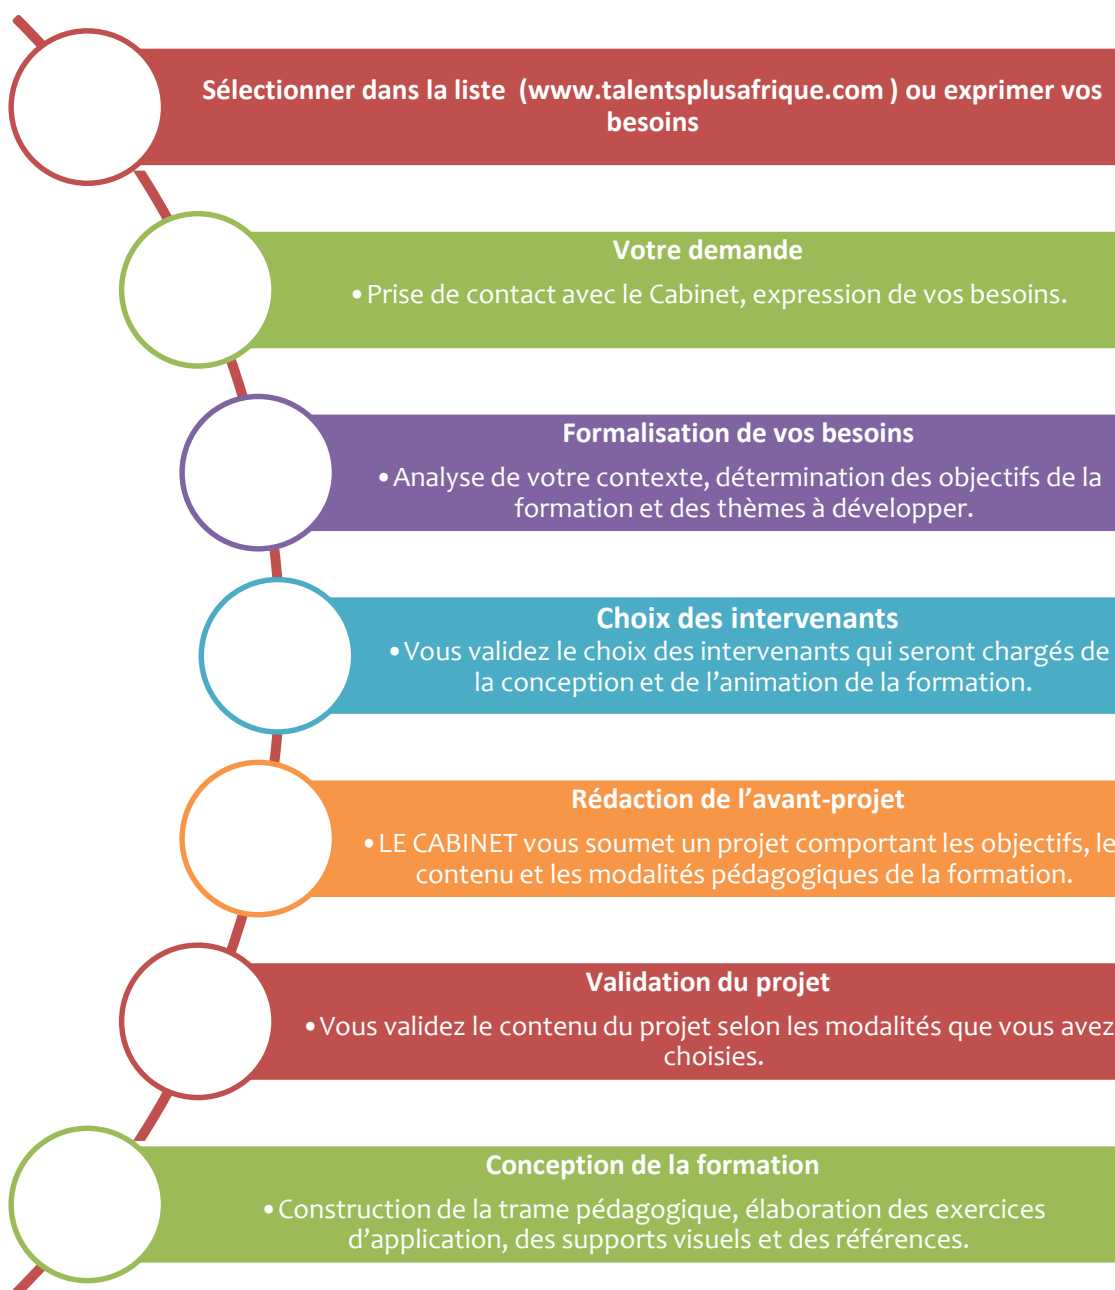 Sélectionner dans la liste (www.talentsplusafrique.com ) ou exprimer vos
besoins
Votre demande
• Prise de contact avec le Cabinet, expression de vos besoins.
Formalisation de vos besoins
• Analyse de votre contexte, détermination des objectifs de la
formation et des thèmes à développer.
Choix des intervenants
• Vous validez le choix des intervenants qui seront chargés de
la conception et de l’animation de la formation.
Rédaction de l’avant-projet
• LE CABINET vous soumet un projet comportant les objectifs, le
contenu et les modalités pédagogiques de la formation.
Validation du projet
• Vous validez le contenu du projet selon les modalités que vous avez
choisies.
Conception de la formation
• Construction de la trame pédagogique, élaboration des exercices
d’application, des supports visuels et des références.